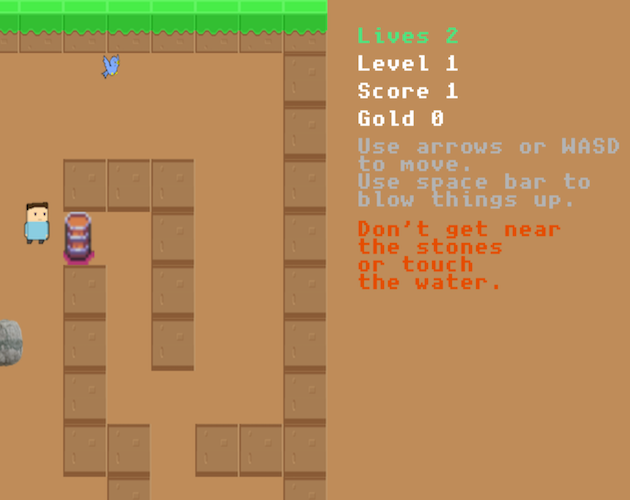 Lives 2
Level 1
Score 1
Gold 0
Use arrows or WASD
to move.
Use space bar to
blow things up.
Don't get near
the stones
or touch
the water.